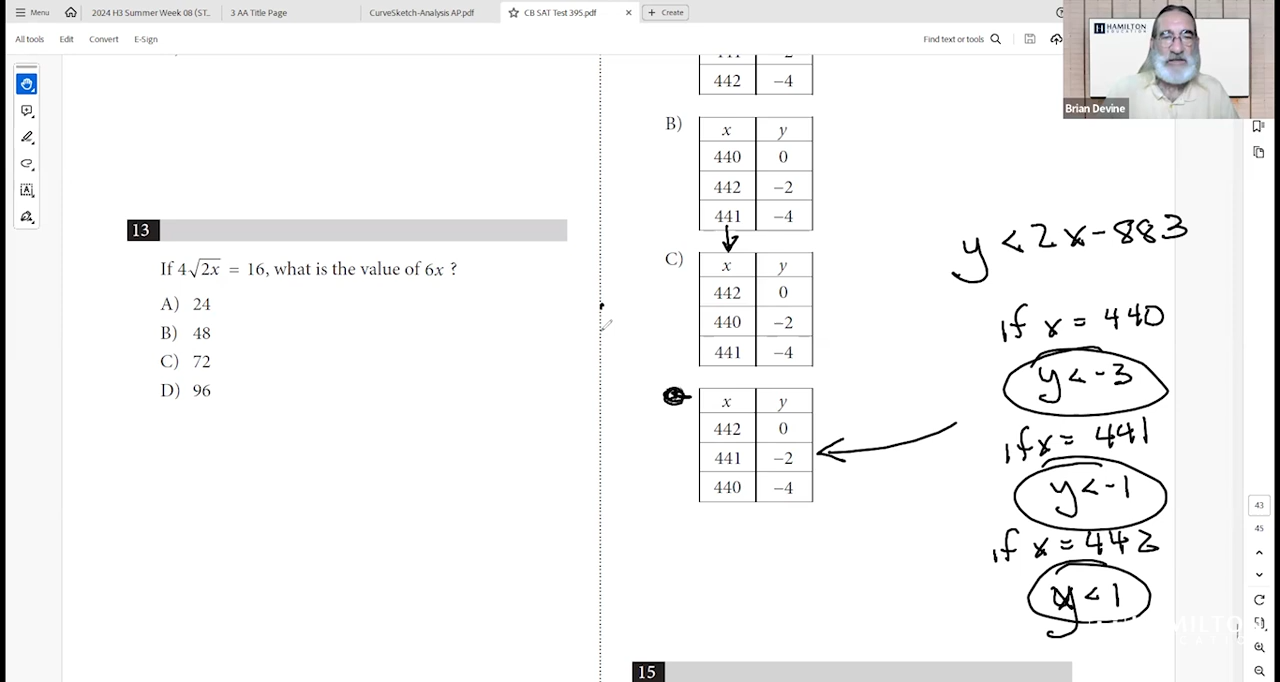 Menu
2024 H3 Summer Week 08 (ST...
3 AA Title Page
CurveSketch-Analysis AP.pdf
CB SAT Test 395.pdf
Create
All tools Edit Convert E-Sign
Find text or tools
HAMILTON
EDUCATION
Brian Devine
442 −4
B)
x y
440 0
442 −2
441 −4
13
If 4√2x = 16, what is the value of 6x ?
A) 24
B) 48
C) 72
D) 96
C)
x y
442 0
440 −2
441 −4
x y
442 0
441 −2
440 −4
y < 2x - 883
if x = 440
y < -3
if x = 441
y < -1
if x = 442
y < 1
43
45
15